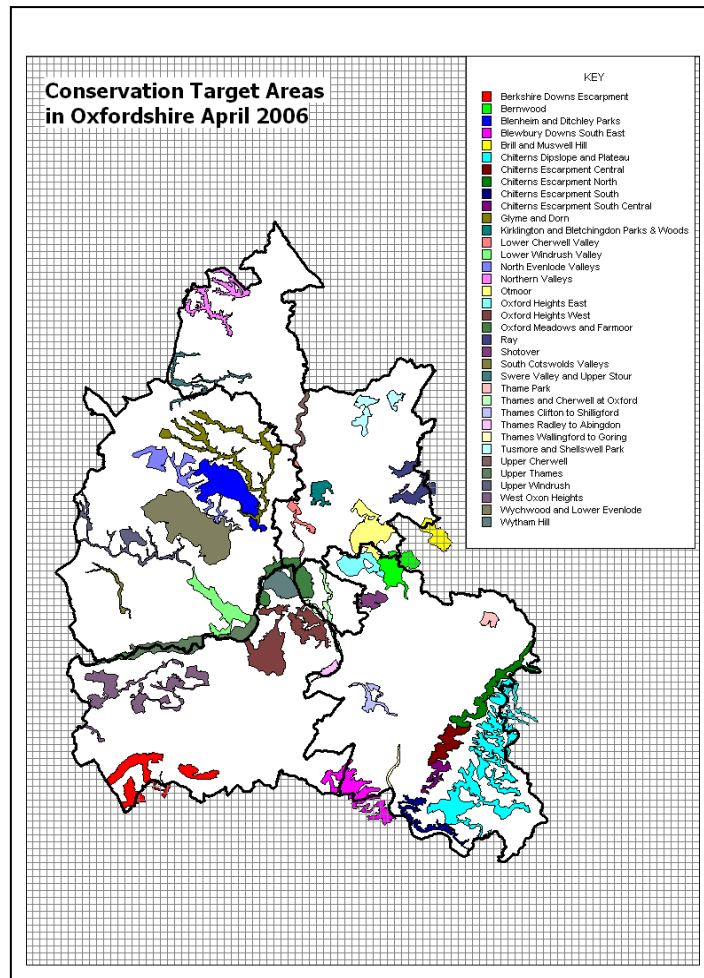 Conservation Target Areas
in Oxfordshire April 2006
KEY
Berkshire Downs Escarpment
Bernwood
Blenheim and Ditchley Parks
Blewbury Downs South East
Brill and Muswell Hill
Chilterns Dipslope and Plateau
Chilterns Escarpment Central
Chilterns Escarpment North
Chilterns Escarpment South
Chilterns Escarpment South Central
Glyme and Dorn
Kirklington and Bletchingdon Parks & Woods
Lower Cherwell Valley
Lower Windrush Valley
North Evenlode Valleys
Northern Valleys
Otmoor
Oxford Heights East
Oxford Heights West
Oxford Meadows and Farmoor
Ray
Shotover
South Cotswolds Valleys
Swere Valley and Upper Stour
Thame Park
Thames and Cherwell at Oxford
Thames Clifton to Shilligford
Thames Radley to Abingdon
Thames Wallingford to Goring
Tusmore and Shellswell Park
Upper Cherwell
Upper Thames
Upper Windrush
West Oxon Heights
Wychwood and Lower Evenlode
Wytham Hill